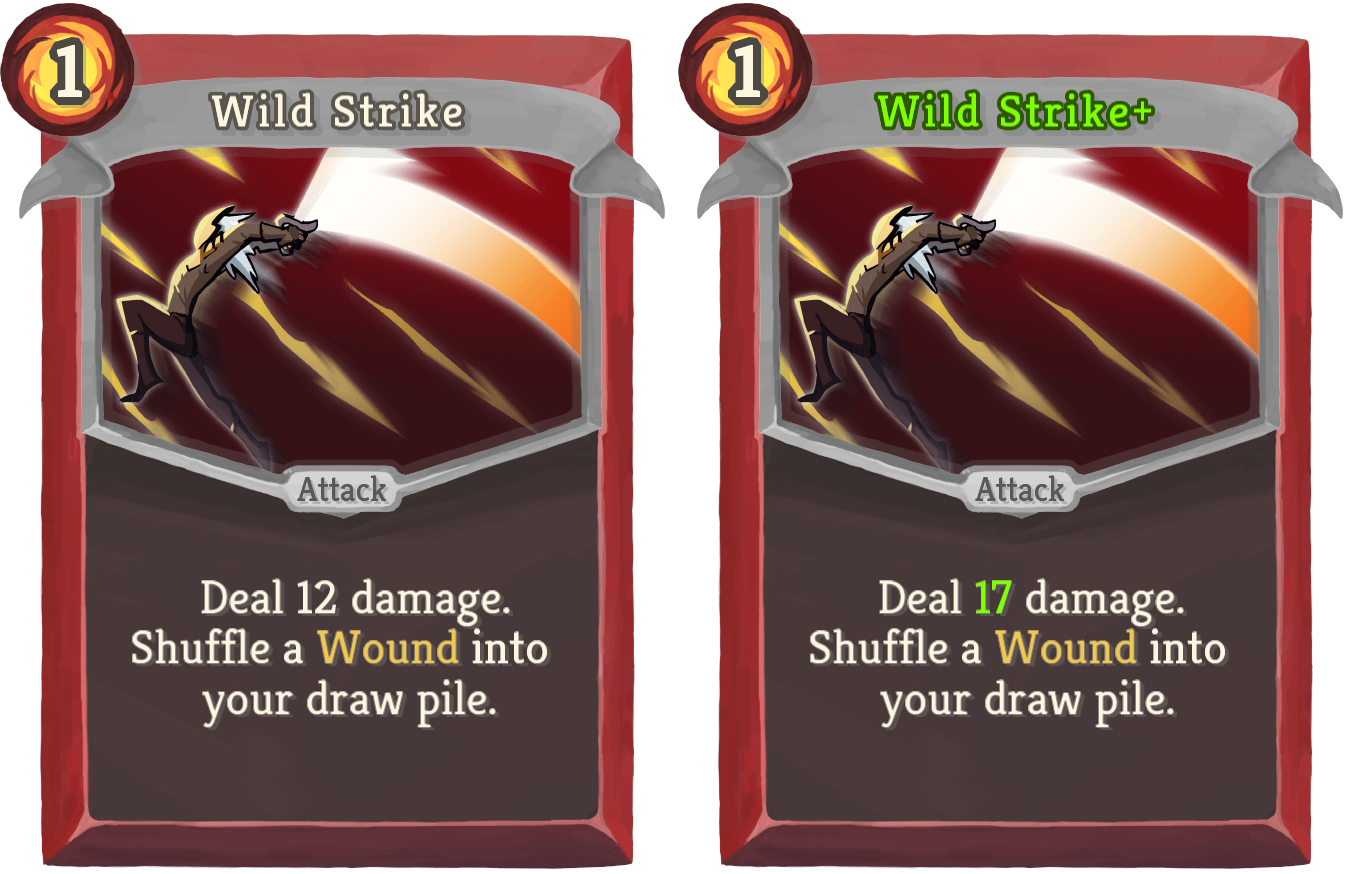 1
Wild Strike
Attack
Deal 12 damage.
Shuffle a Wound into
your draw pile.
1
Wild Strike+
Attack
Deal 17 damage.
Shuffle a Wound into
your draw pile.